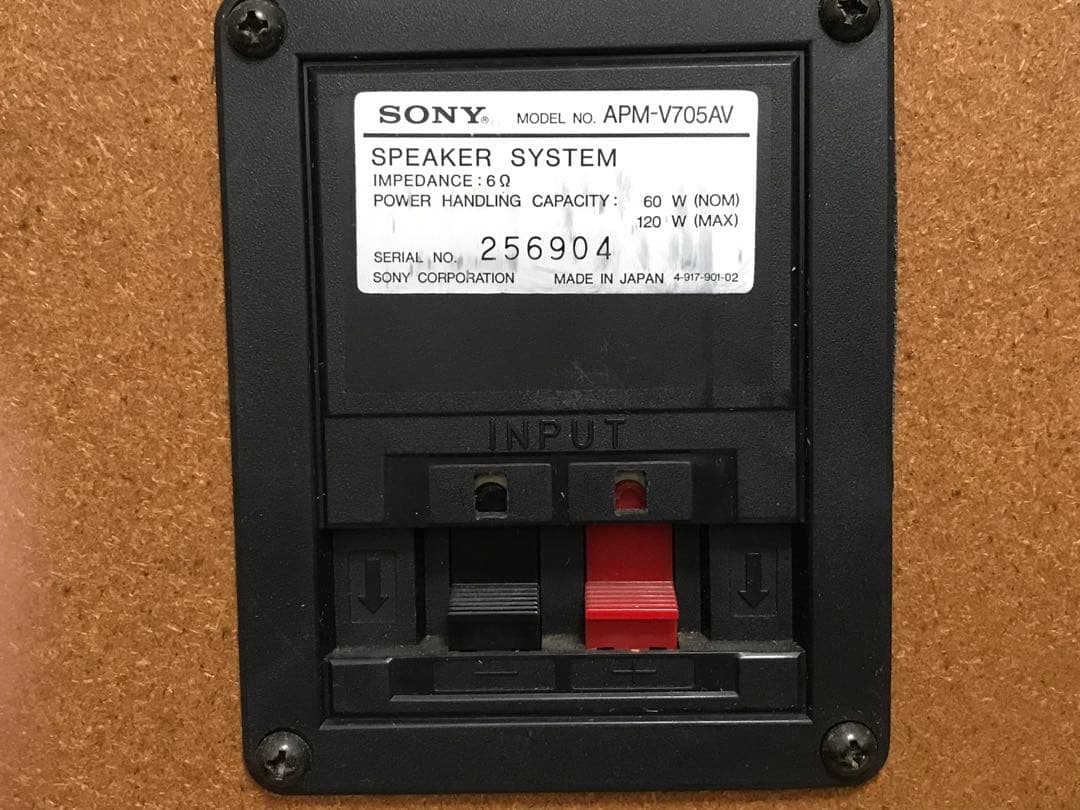 SONY® MODEL NO. APM-V705AV
SPEAKER SYSTEM
IMPEDANCE : 6 Ω
POWER HANDLING CAPACITY : 60 W (NOM)
120 W (MAX)
SERIAL NO. 256904
SONY CORPORATION MADE IN JAPAN 4-917-901-02
INPUT
− +